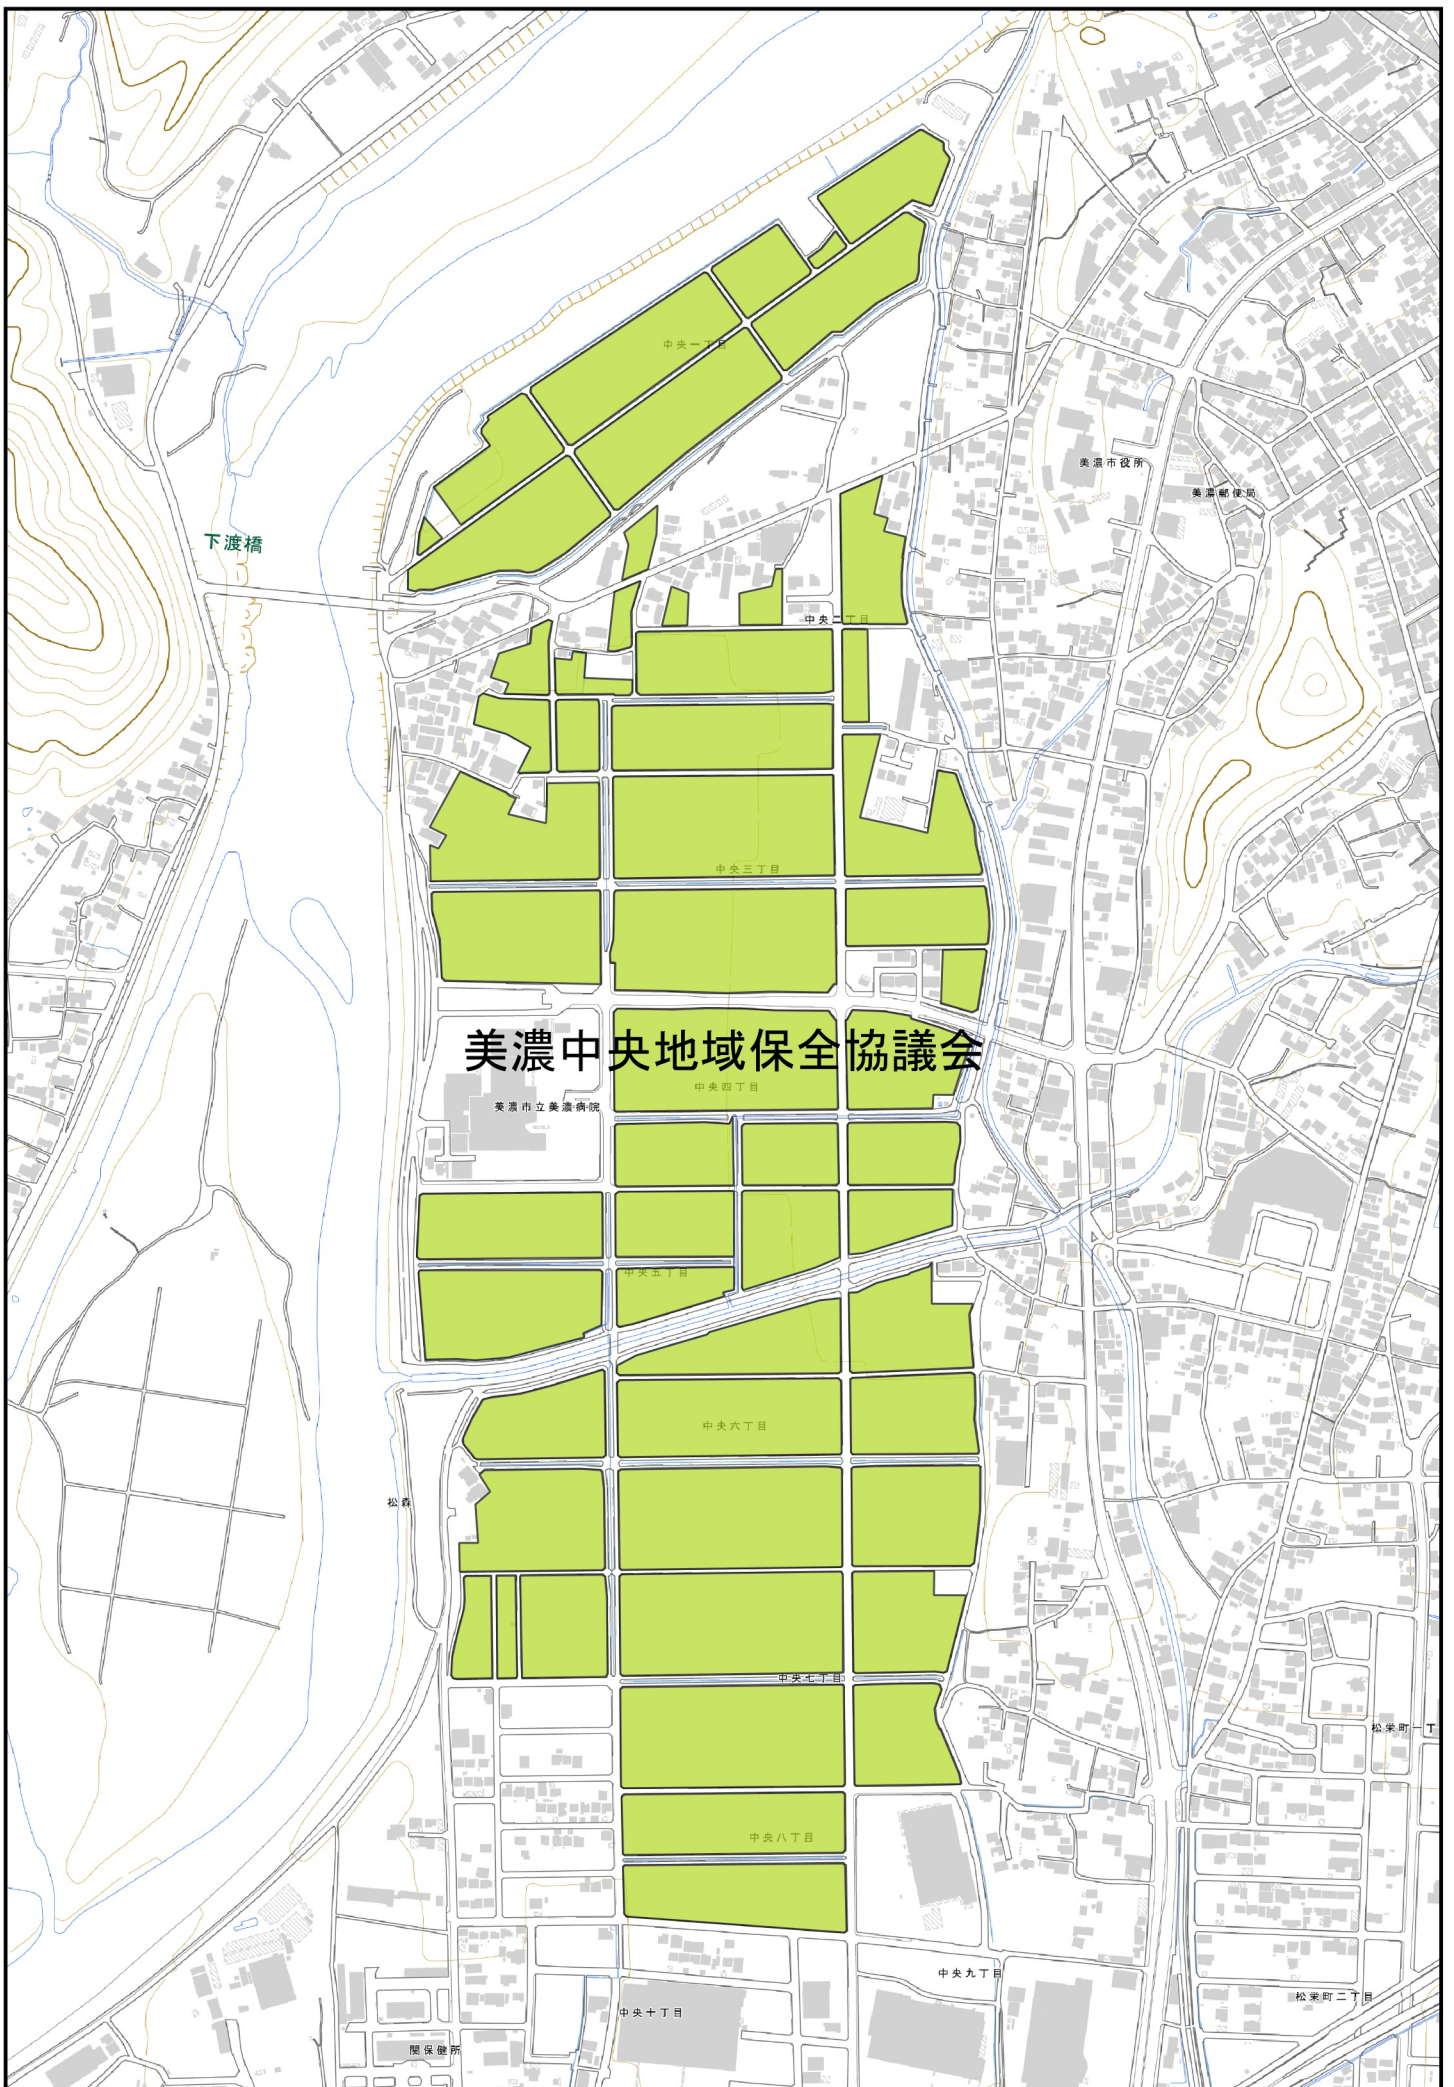 中央一丁目
美濃市役所
美濃郵便局
下渡橋
中央二丁目
中央三丁目
美濃中央地域保全協議会
中央四丁目
美濃市立美濃病院
中央五丁目
中央六丁目
松森
中央七丁目
松栄町一丁
中央八丁目
中央九丁目
松栄町二丁目
中央十丁目
関保健所